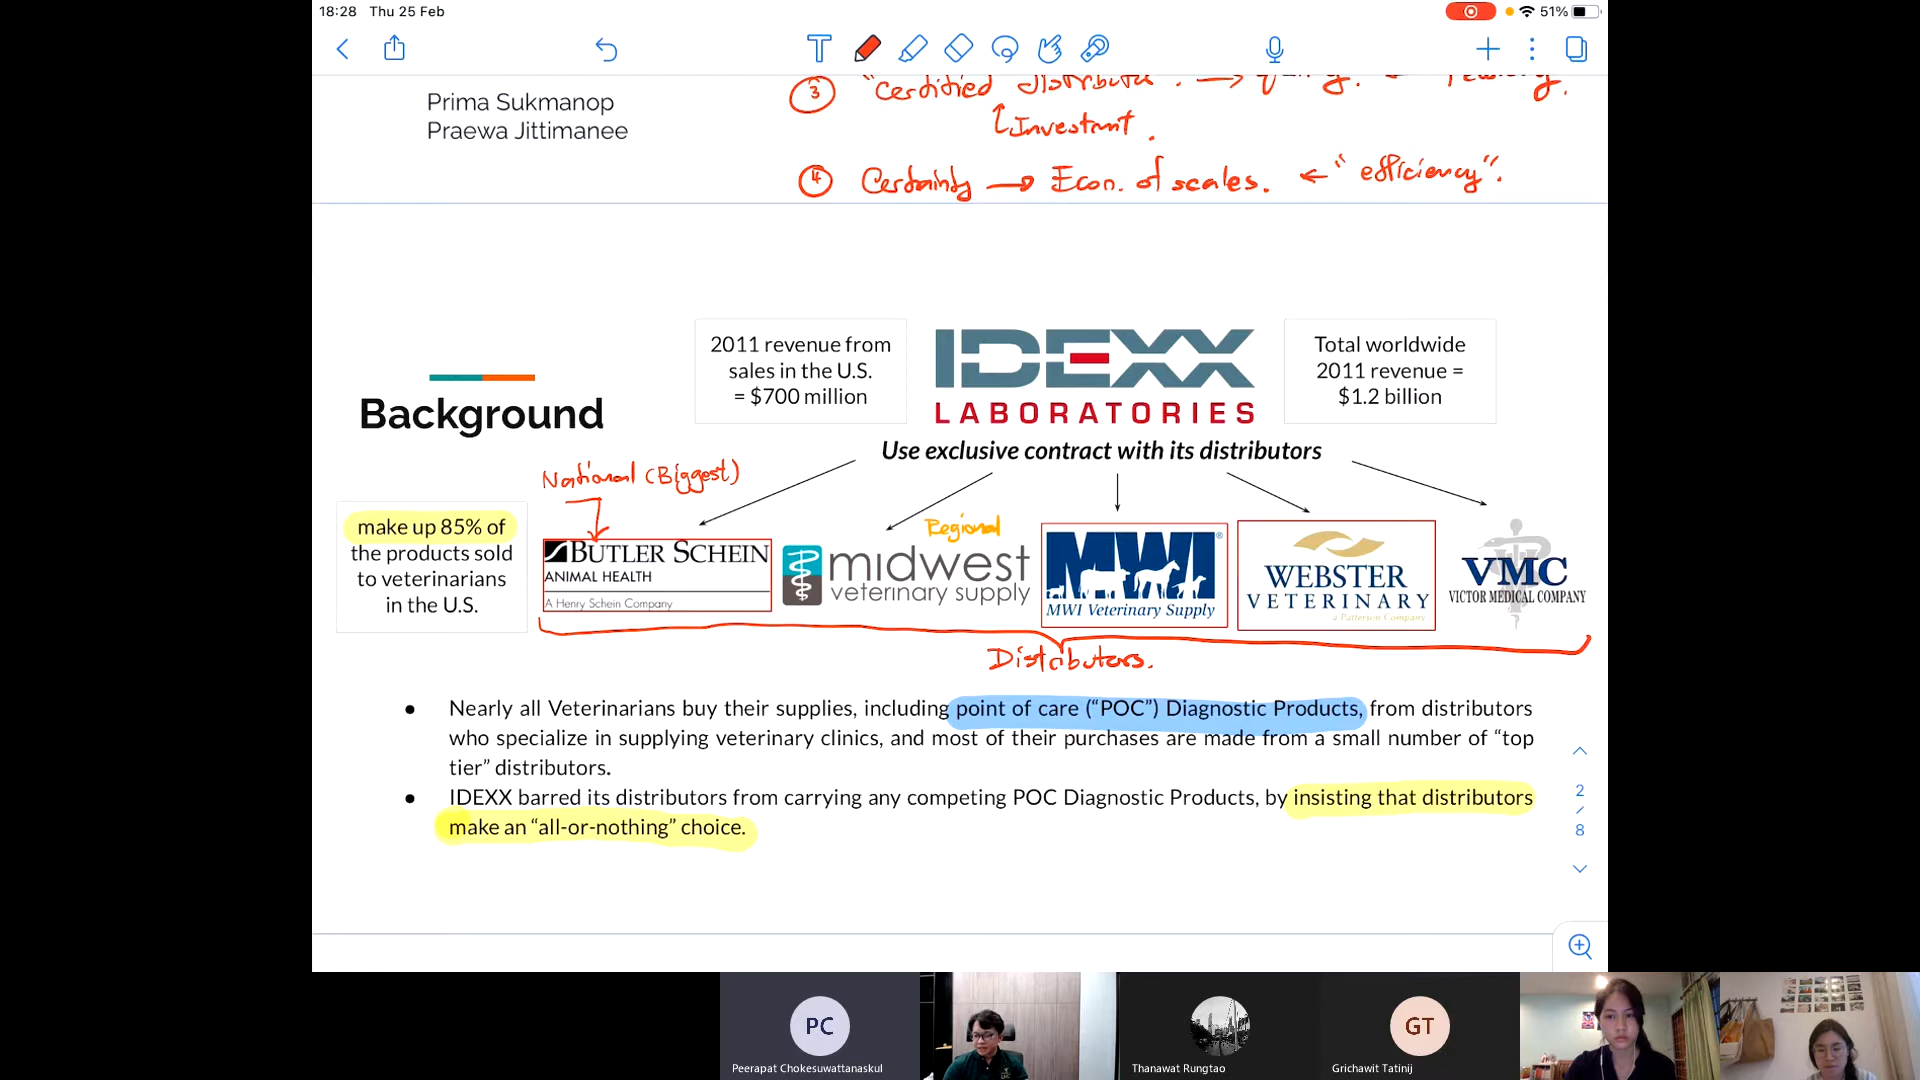 18:28 Thu 25 Feb
51%
Prima Sukmanop
Praewa Jittimanee
3 "Certified distributor.
Investment.
4 Certainty → Econ. of scales. ← "efficiency".
2011 revenue from
sales in the U.S.
= $700 million
IDEXX
LABORATORIES
Total worldwide
2011 revenue =
$1.2 billion
Background
Use exclusive contract with its distributors
National (Biggest)
make up 85% of
the products sold
to veterinarians
in the U.S.
BUTLER SCHEIN
ANIMAL HEALTH
A Henry Schein Company
Regional
midwest
veterinary supply
MWI®
MWI Veterinary Supply
WEBSTER
VETERINARY
a Patterson Company
VMC
VICTOR MEDICAL COMPANY
Distributors.
● Nearly all Veterinarians buy their supplies, including point of care (“POC”) Diagnostic Products, from distributors
who specialize in supplying veterinary clinics, and most of their purchases are made from a small number of “top
tier” distributors.
● IDEXX barred its distributors from carrying any competing POC Diagnostic Products, by insisting that distributors
make an “all-or-nothing” choice.
2
/
8
PC
Peerapat Chokesuwattanaskul
Thanawat Rungtao
GT
Grichawit Tatinij